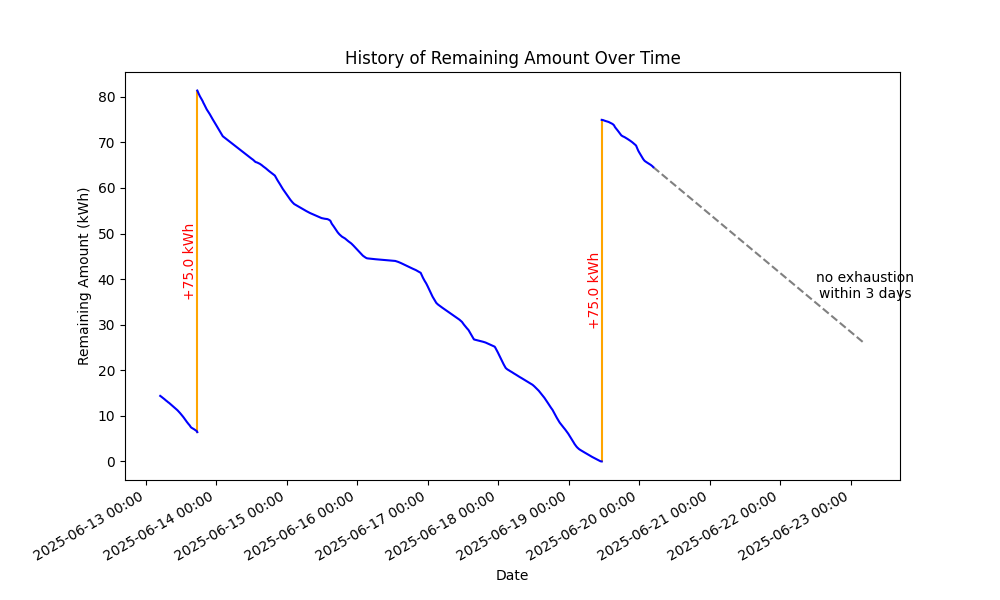 History of Remaining Amount Over Time
Remaining Amount (kWh)
80
70
60
50
40
30
20
10
0
+75.0 kWh
+75.0 kWh
no exhaustion
within 3 days
2025-06-13 00:00
2025-06-14 00:00
2025-06-15 00:00
2025-06-16 00:00
2025-06-17 00:00
2025-06-18 00:00
2025-06-19 00:00
2025-06-20 00:00
2025-06-21 00:00
2025-06-22 00:00
2025-06-23 00:00
Date